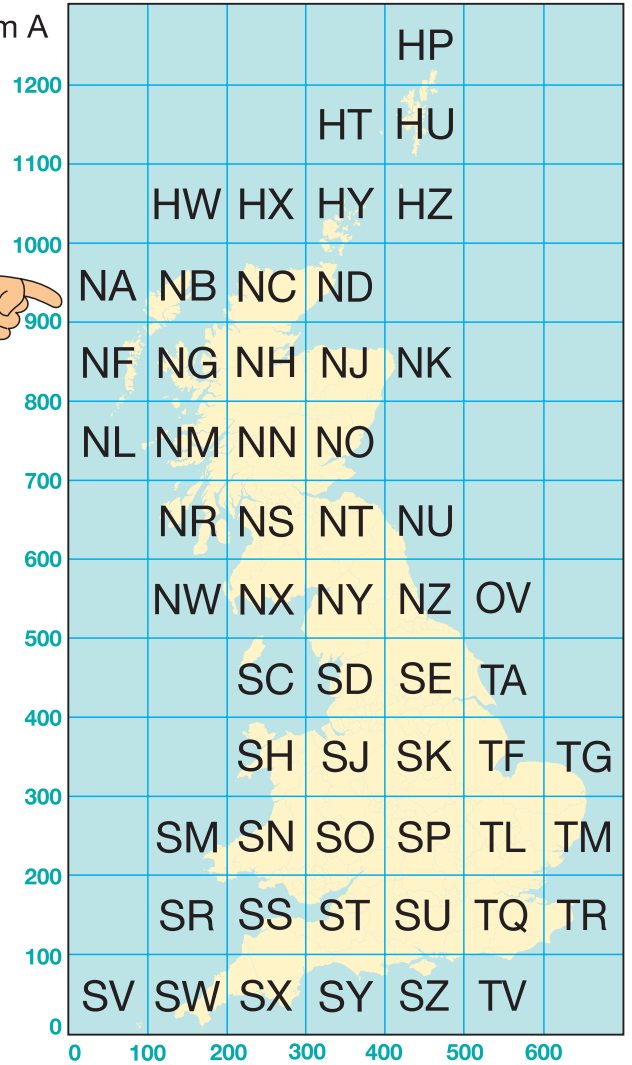 m A
HP
1200
HT HU
1100
HW HX HY HZ
1000
NA NB NC ND
900
NF NG NH NJ NK
800
NL NM NN NO
700
NR NS NT NU
600
NW NX NY NZ OV
500
SC SD SE TA
400
SH SJ SK TF TG
300
SM SN SO SP TL TM
200
SR SS ST SU TQ TR
100
SV SW SX SY SZ TV
0
0 100 200 300 400 500 600